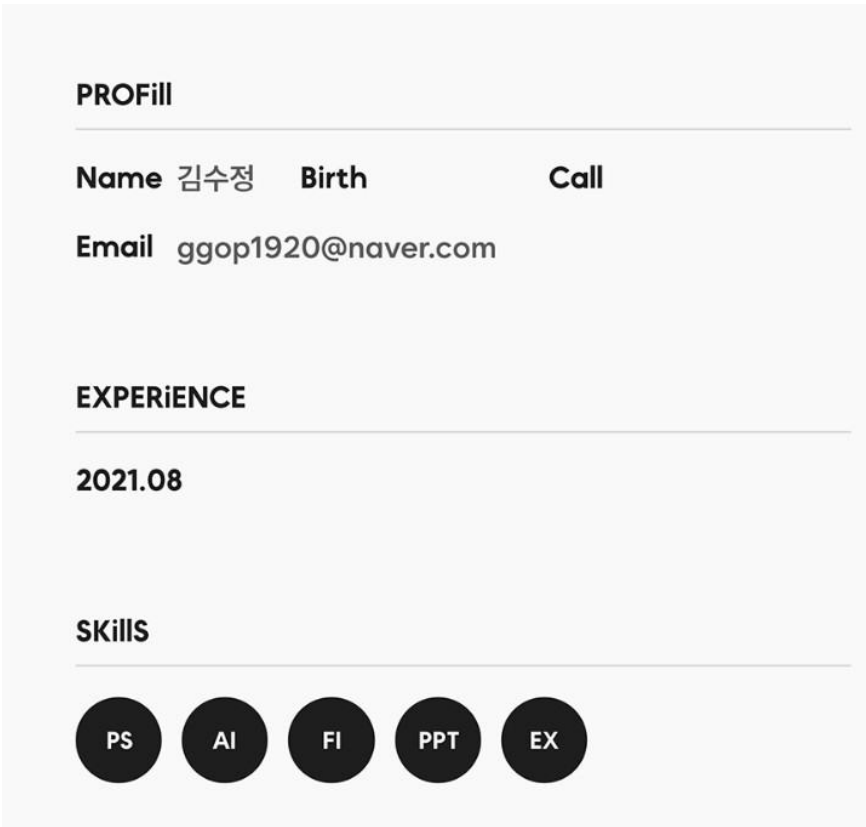 PROFill
Name 김수정 Birth Call
Email ggop1920@naver.com
EXPERiENCE
2021.08
SKillS
PS AI FI PPT EX